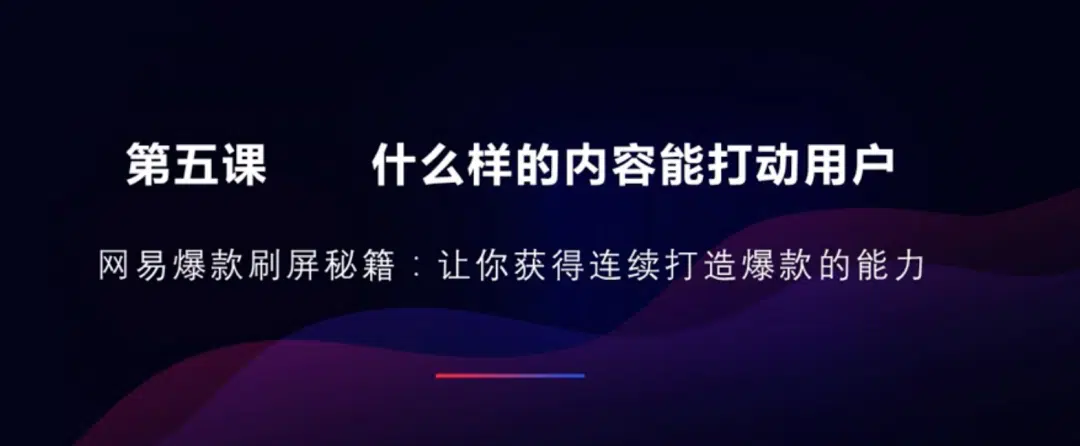 第五课 什么样的内容能打动用户
网易爆款刷屏秘籍：让你获得连续打造爆款的能力